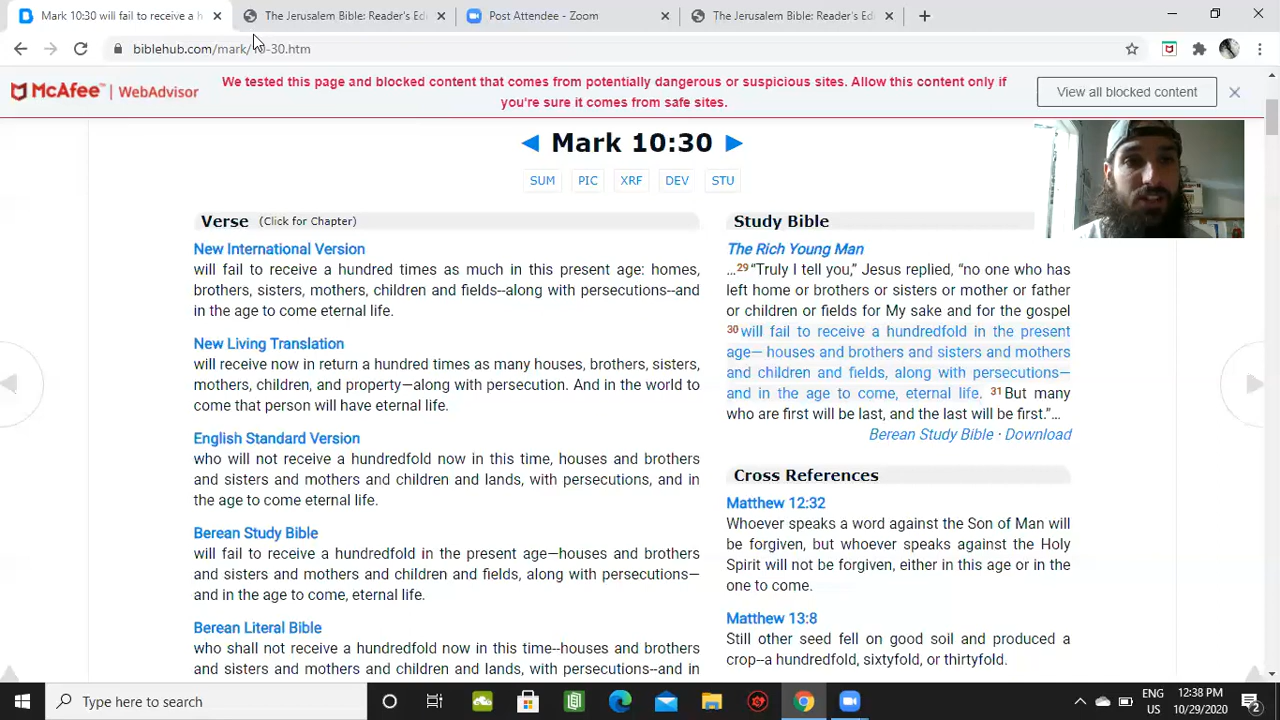 Mark 10:30 will fail to receive a h
The Jerusalem Bible: Reader's Ed
Post Attendee - Zoom
The Jerusalem Bible: Reader's Ed
biblehub.com/mark/ 0-30.htm
McAfee | WebAdvisor
We tested this page and blocked content that comes from potentially dangerous or suspicious sites. Allow this content only if
you're sure it comes from safe sites.
View all blocked content
Mark 10:30
SUM PIC XRF DEV STU
Verse (Click for Chapter)
New International Version
will fail to receive a hundred times as much in this present age: homes,
brothers, sisters, mothers, children and fields--along with persecutions--and
in the age to come eternal life.
New Living Translation
will receive now in return a hundred times as many houses, brothers, sisters,
mothers, children, and property—along with persecution. And in the world to
come that person will have eternal life.
English Standard Version
who will not receive a hundredfold now in this time, houses and brothers
and sisters and mothers and children and lands, with persecutions, and in
the age to come eternal life.
Berean Study Bible
will fail to receive a hundredfold in the present age—houses and brothers
and sisters and mothers and children and fields, along with persecutions—
and in the age to come, eternal life.
Berean Literal Bible
who shall not receive a hundredfold now in this time--houses and brothers
and sisters and mothers and children and lands, with persecutions--and in
Study Bible
The Rich Young Man
…29“Truly I tell you,” Jesus replied, “no one who has
left home or brothers or sisters or mother or father
or children or fields for My sake and for the gospel
30will fail to receive a hundredfold in the present
age— houses and brothers and sisters and mothers
and children and fields, along with persecutions—
and in the age to come, eternal life. 31But many
who are first will be last, and the last will be first.”…
Berean Study Bible · Download
Cross References
Matthew 12:32
Whoever speaks a word against the Son of Man will
be forgiven, but whoever speaks against the Holy
Spirit will not be forgiven, either in this age or in the
one to come.
Matthew 13:8
Still other seed fell on good soil and produced a
crop--a hundredfold, sixtyfold, or thirtyfold.
Type here to search
ENG
US
12:38 PM
10/29/2020
2